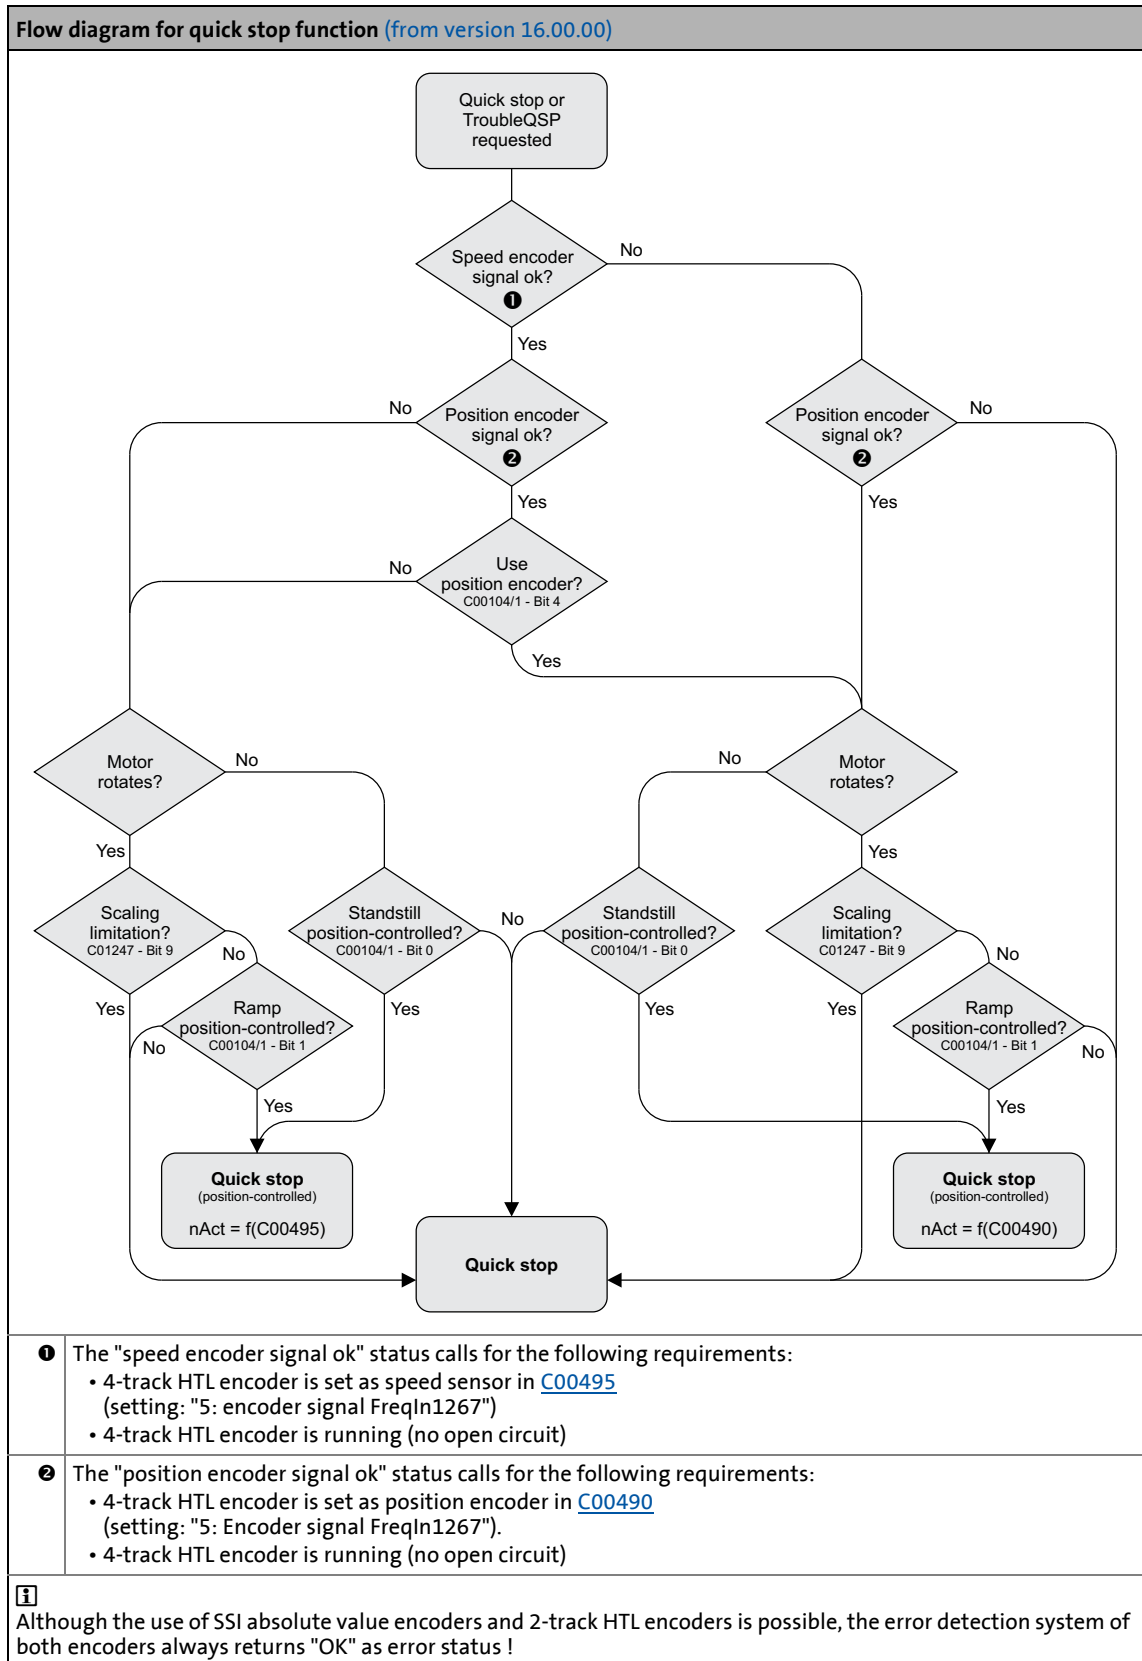 Flow diagram for quick stop function (from version 16.00.00)
Quick stop or
TroubleQSP
requested
Speed encoder
signal ok?
❶
No
Yes
No
Position encoder
signal ok?
❷
Position encoder
signal ok?
❷
No
Yes
Yes
No
Use
position encoder?
C00104/1 - Bit 4
Yes
Motor
rotates?
No
No
Motor
rotates?
Yes
Yes
Scaling
limitation?
C01247 - Bit 9
No
Standstill
position-controlled?
C00104/1 - Bit 0
No
Standstill
position-controlled?
C00104/1 - Bit 0
Scaling
limitation?
C01247 - Bit 9
No
Yes
Ramp
position-controlled?
C00104/1 - Bit 1
No
Yes
Yes
Yes
Ramp
position-controlled?
C00104/1 - Bit 1
No
Yes
Yes
Quick stop
(position-controlled)
nAct = f(C00495)
Quick stop
(position-controlled)
nAct = f(C00490)
Quick stop
❶ The "speed encoder signal ok" status calls for the following requirements:
• 4-track HTL encoder is set as speed sensor in C00495
(setting: "5: encoder signal FreqIn1267")
• 4-track HTL encoder is running (no open circuit)
❷ The "position encoder signal ok" status calls for the following requirements:
• 4-track HTL encoder is set as position encoder in C00490
(setting: "5: Encoder signal FreqIn1267").
• 4-track HTL encoder is running (no open circuit)
i
Although the use of SSI absolute value encoders and 2-track HTL encoders is possible, the error detection system of
both encoders always returns "OK" as error status !